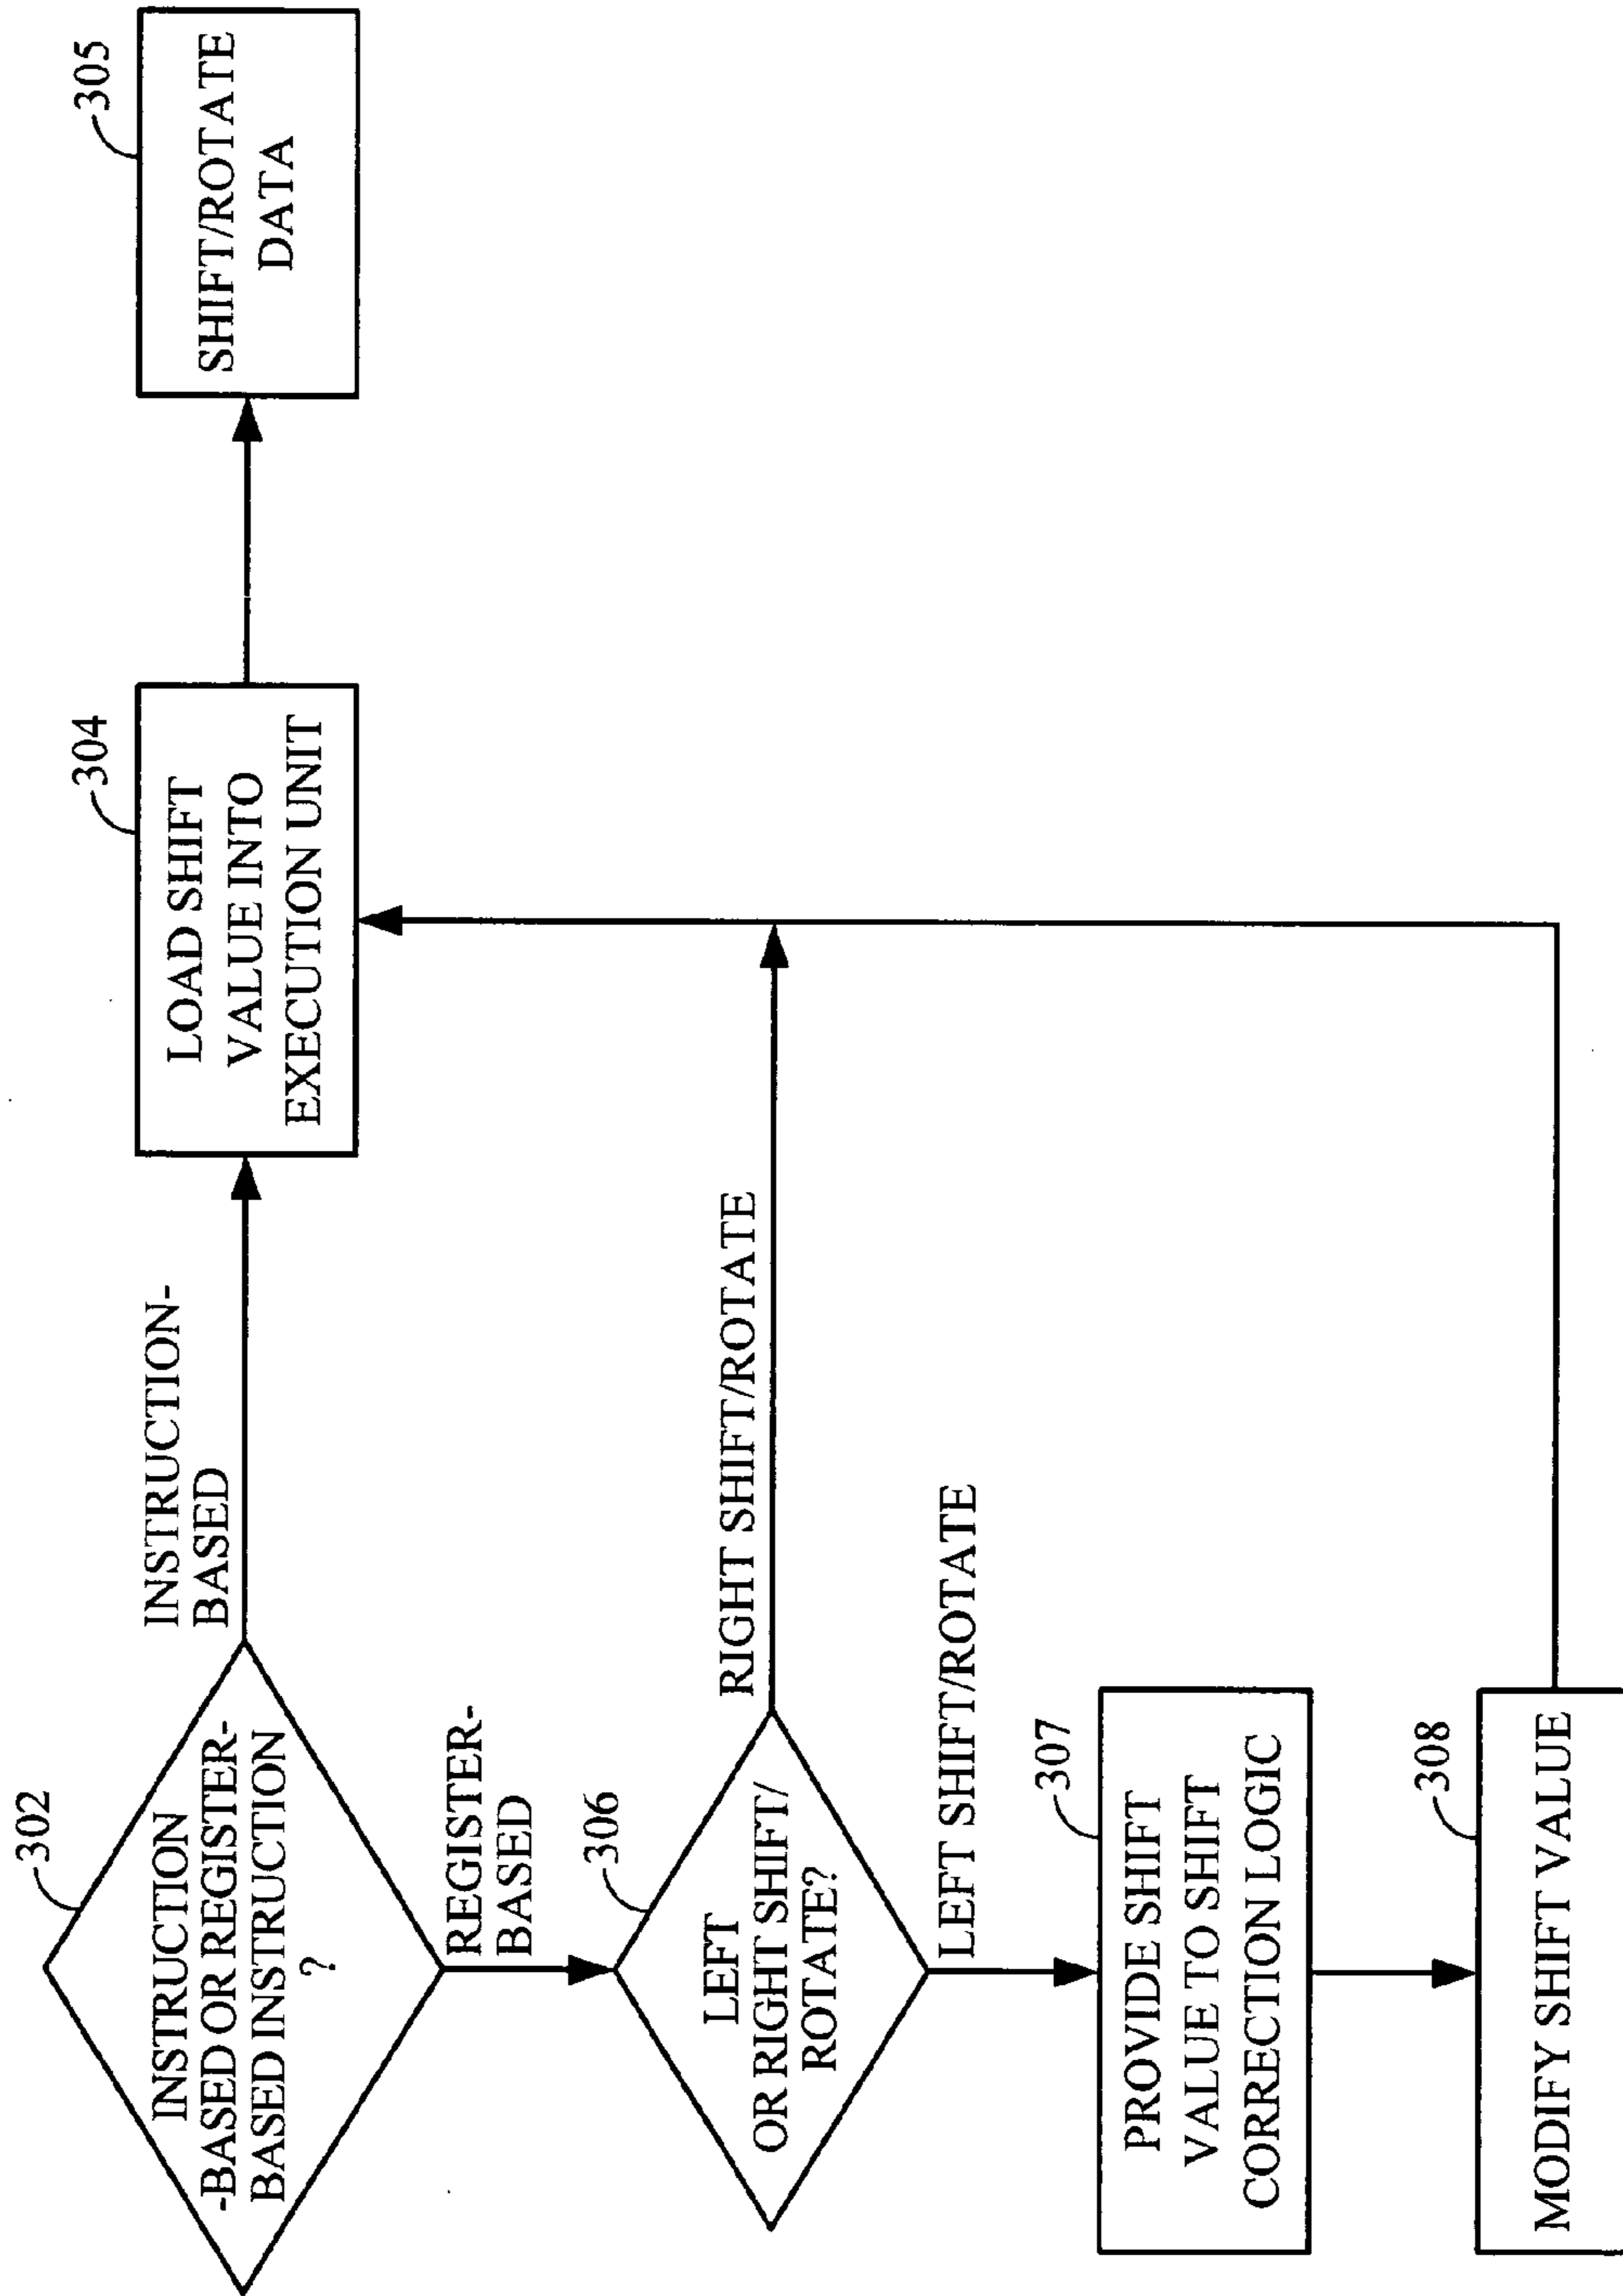 302
INSTRUCTION
-BASED OR REGISTER-
BASED INSTRUCTION
?
INSTRUCTION-
BASED
304
LOAD SHIFT
VALUE INTO
EXECUTION UNIT
305
SHIFT/ROTATE
DATA
REGISTER-
BASED
306
LEFT
OR RIGHT SHIFT/
ROTATE?
RIGHT SHIFT/ROTATE
LEFT SHIFT/ROTATE
307
PROVIDE SHIFT
VALUE TO SHIFT
CORRECTION LOGIC
308
MODIFY SHIFT VALUE